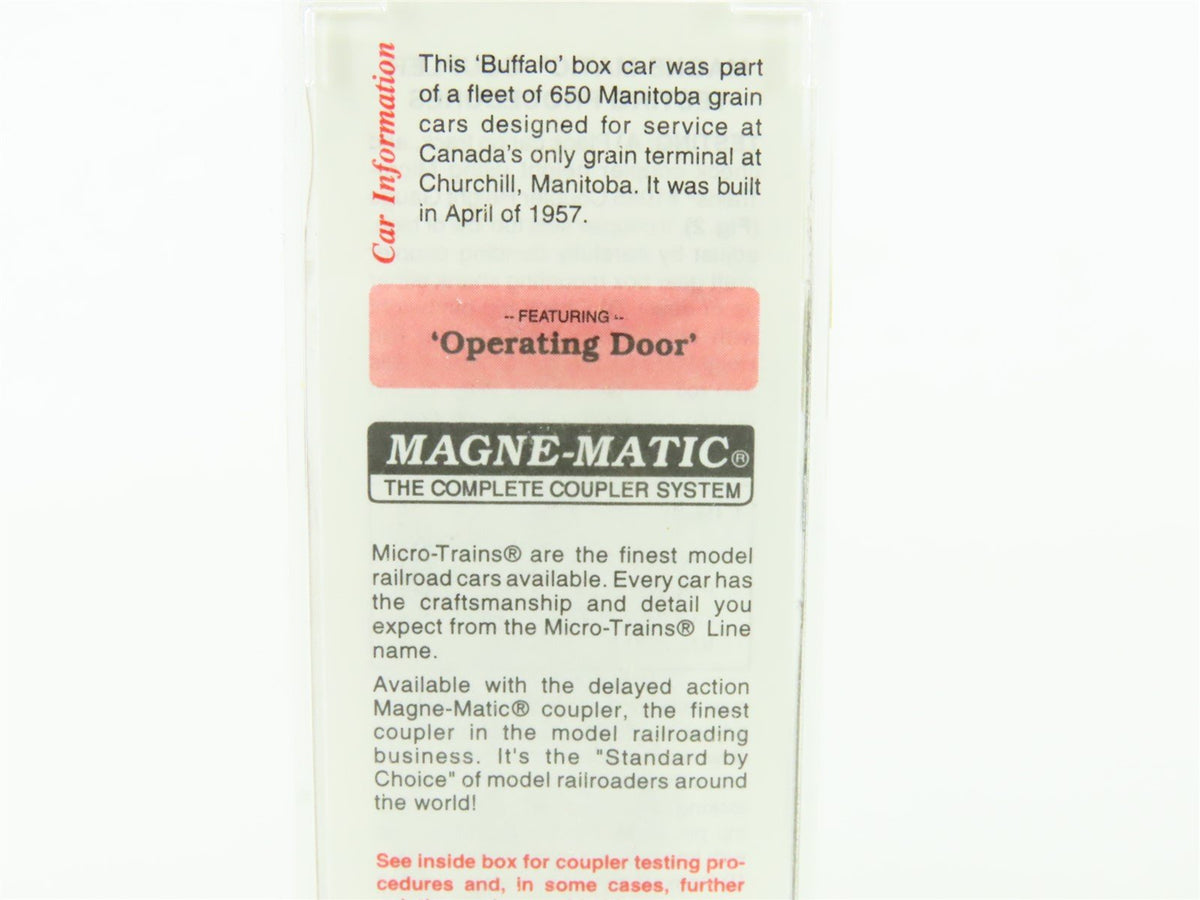 Car Information
This ‘Buffalo’ box car was part
of a fleet of 650 Manitoba grain
cars designed for service at
Canada's only grain terminal at
Churchill, Manitoba. It was built
in April of 1957.
-- FEATURING --
‘Operating Door’
MAGNE-MATIC®
THE COMPLETE COUPLER SYSTEM
Micro-Trains® are the finest model
railroad cars available. Every car has
the craftsmanship and detail you
expect from the Micro-Trains® Line
name.
Available with the delayed action
Magne-Matic® coupler, the finest
coupler in the model railroading
business. It's the "Standard by
Choice" of model railroaders around
the world!
See inside box for coupler testing pro-
cedures and, in some cases, further